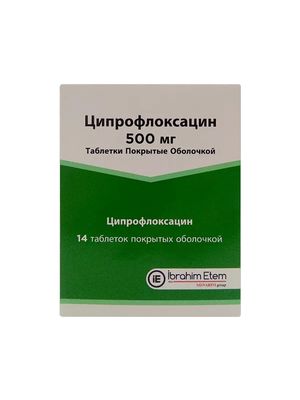 Ципрофлоксацин
500 мг
Таблетки Покрытые Оболочкой
Ципрофлоксацин
14 таблеток покрытых оболочкой
İE
İbrahim Etem